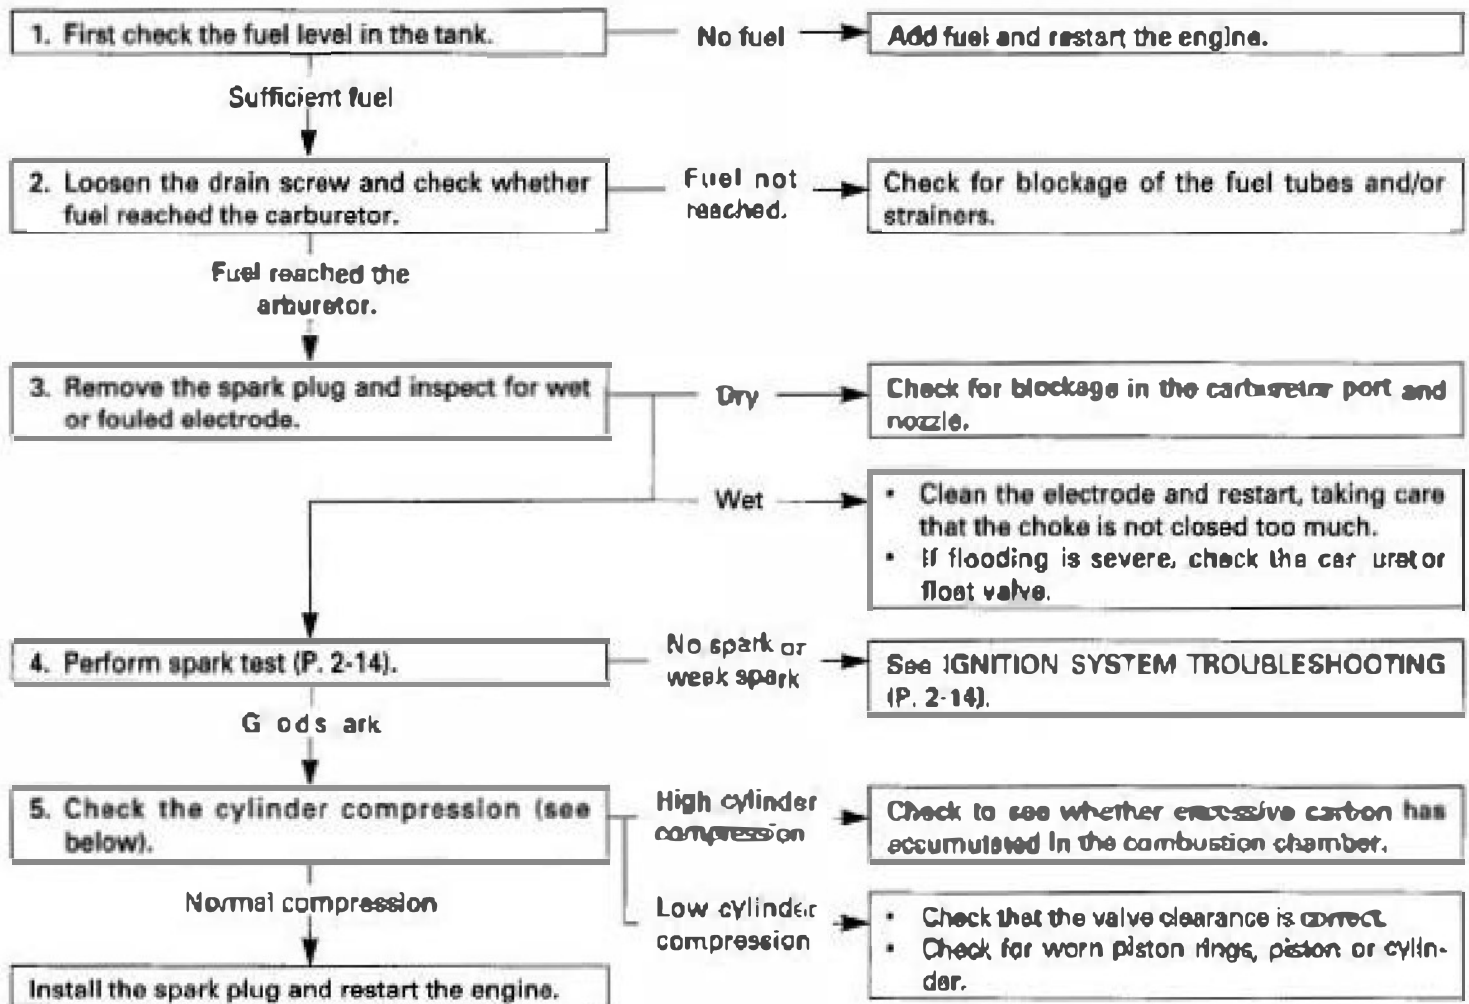 1. First check the fuel level in the tank.
No fuel
Add fuel and restart the engine.
Sufficient fuel
2. Loosen the drain screw and check whether
fuel reached the carburetor.
Fuel not
reached.
Check for blockage of the fuel tubes and/or
strainers.
Fuel reached the
arburetor.
3. Remove the spark plug and inspect for wet
or fouled electrode.
Dry
Check for blockage in the carburetor port and
nozzle.
Wet
• Clean the electrode and restart, taking care
that the choke is not closed too much.
• If flooding is severe, check the car uretor
float valve.
4. Perform spark test (P. 2-14).
No spark or
weak spark
See IGNITION SYSTEM TROUBLESHOOTING
(P. 2-14).
G od s ark
5. Check the cylinder compression (see
below).
High cylinder
compression
Check to see whether excessive carbon has
accumulated in the combustion chamber.
Normal compression
Low cylinder
compression
• Check that the valve clearance is correct
• Check for worn piston rings, piston or cylin-
der.
Install the spark plug and restart the engine.